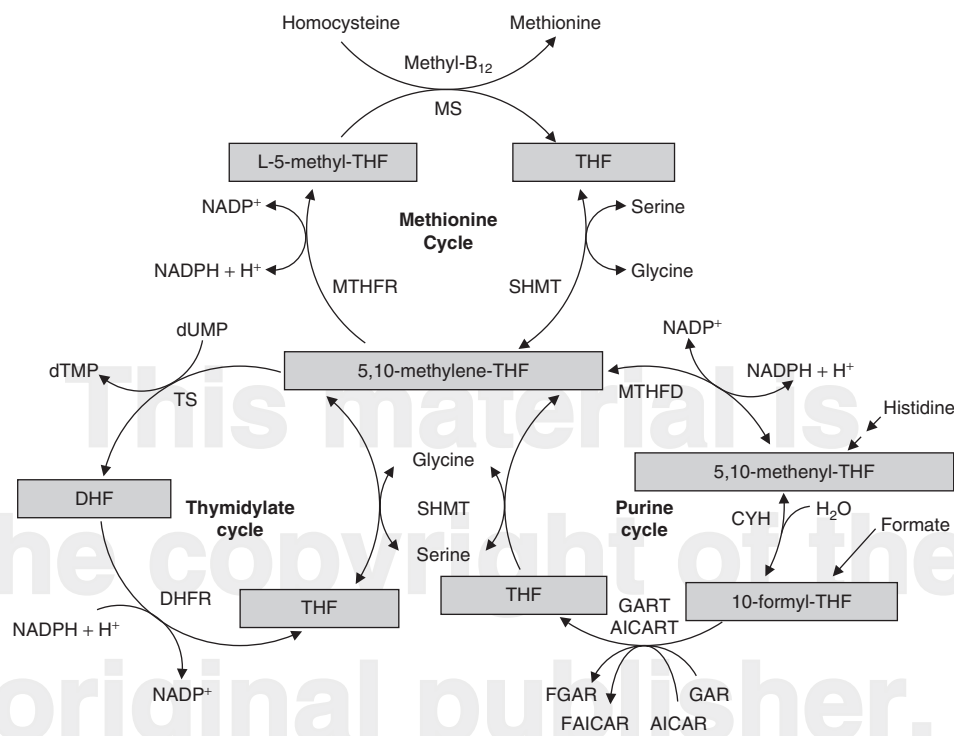 Homocysteine
Methionine
Methyl-B₁₂
MS
L-5-methyl-THF
THF
NADP⁺
Methionine
Cycle
Serine
NADPH + H⁺
MTHFR
SHMT
Glycine
dUMP
NADP⁺
dTMP
5,10-methylene-THF
NADPH + H⁺
TS
MTHFD
Histidine
This material is
5,10-methenyl-THF
DHF
Glycine
Thymidylate
cycle
SHMT
Purine
cycle
CYH
H₂O
Formate
Serine
he copyright of the
DHFR
THF
THF
10-formyl-THF
NADPH + H⁺
GART
AICART
NADP⁺
FGAR
GAR
FAICAR
AICAR
original publisher.